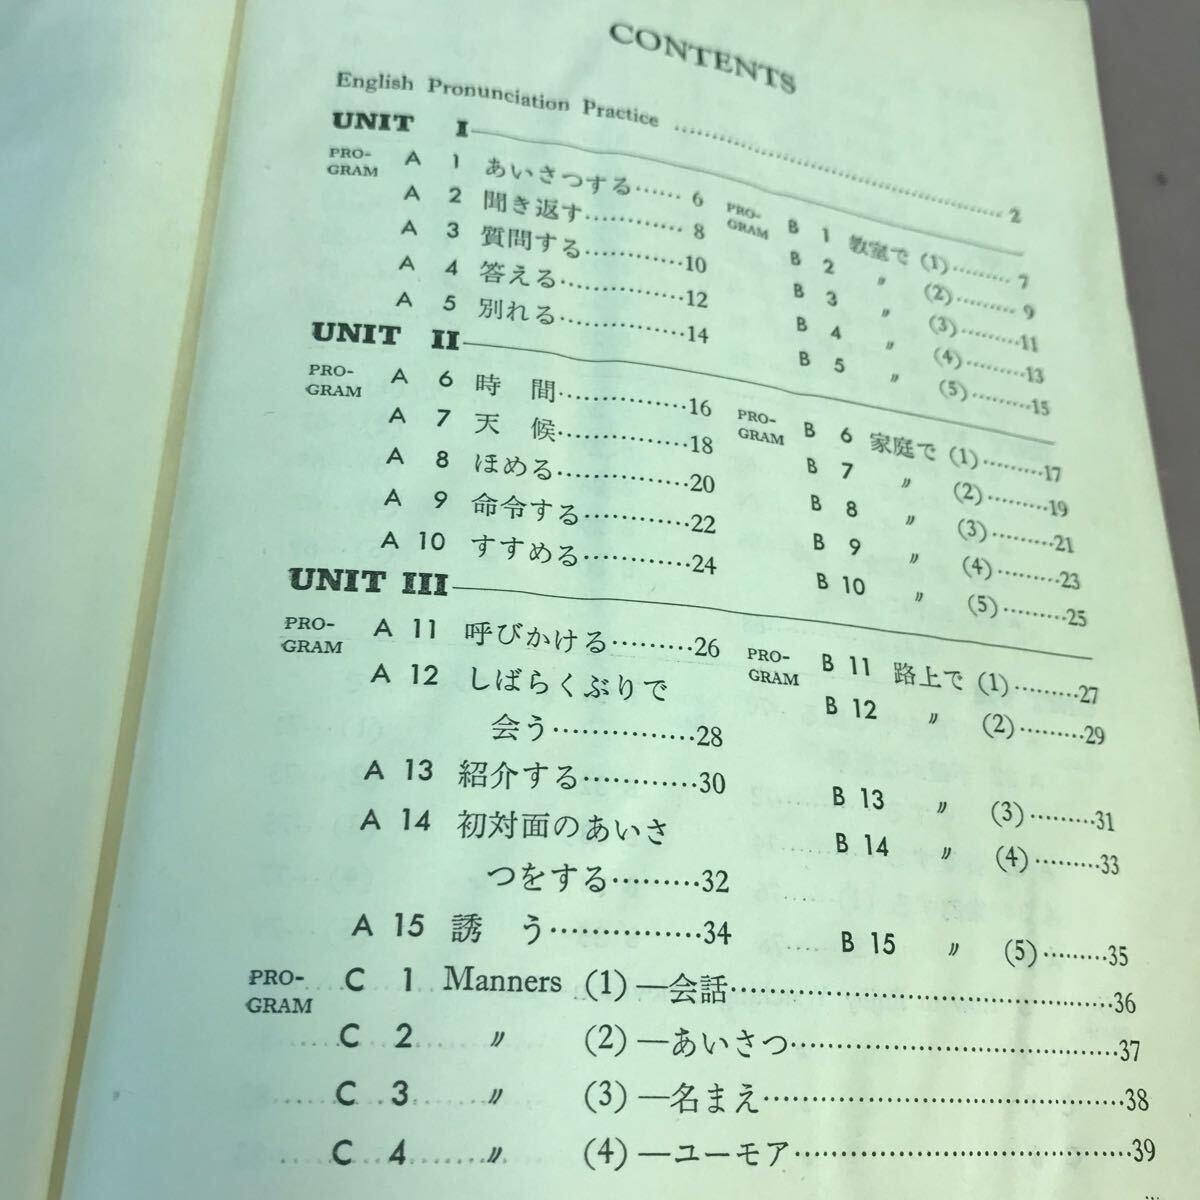 CONTENTS
English Pronunciation Practice ........................ 2
UNIT I
PRO-GRAM A 1 あいさつする……6
A 2 聞き返す…………8
A 3 質問する…………10
A 4 答える……………12
A 5 別れる……………14
PRO-GRAM B 1 教室で (1)………7
B 2 〃 (2)………9
B 3 〃 (3)………11
B 4 〃 (4)………13
B 5 〃 (5)………15
UNIT II
PRO-GRAM A 6 時 間……………16
A 7 天 候……………18
A 8 ほめる……………20
A 9 命令する…………22
A 10 すすめる…………24
PRO-GRAM B 6 家庭で (1)………17
B 7 〃 (2)………19
B 8 〃 (3)………21
B 9 〃 (4)………23
B 10 〃 (5)………25
UNIT III
PRO-GRAM A 11 呼びかける………26
A 12 しばらくぶりで
会う……………28
A 13 紹介する…………30
A 14 初対面のあいさ
つをする………32
A 15 誘 う……………34
PRO-GRAM B 11 路上で (1)………27
B 12 〃 (2)………29
B 13 〃 (3)………31
B 14 〃 (4)………33
B 15 〃 (5)………35
PRO-GRAM C 1 Manners (1)―会話……………………………36
C 2 〃 (2)―あいさつ……………………………37
C 3 〃 (3)―名まえ……………………………38
C 4 〃 (4)―ユーモア……………………………39